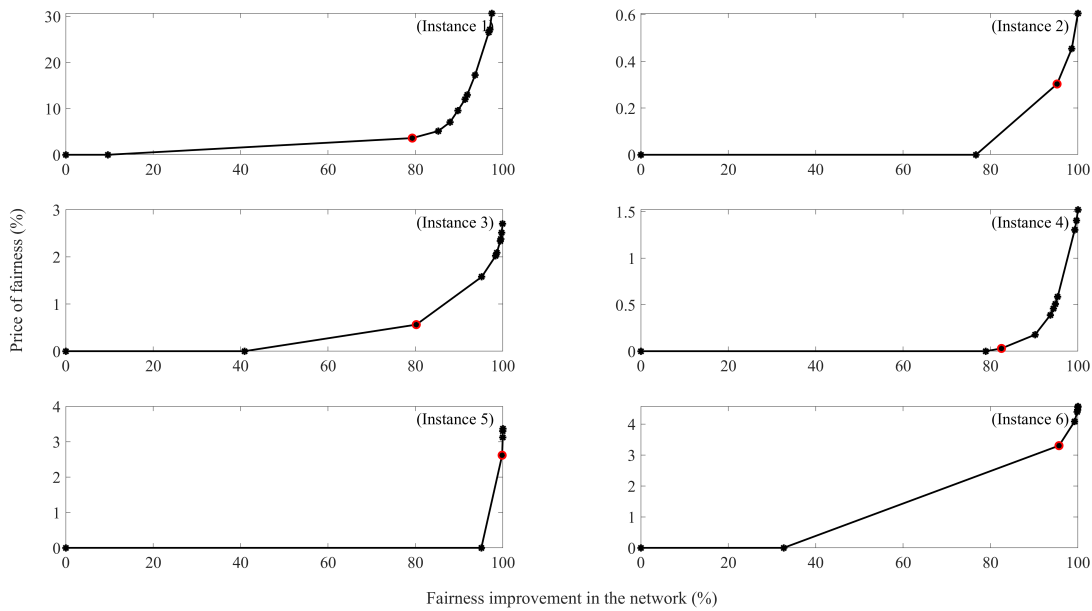 30
20
10
0
0 20 40 60 80 100
(Instance 1)
0.6
0.4
0.2
0
0 20 40 60 80 100
(Instance 2)
3
2
1
0
0 20 40 60 80 100
(Instance 3)
1.5
1
0.5
0
0 20 40 60 80 100
(Instance 4)
4
3
2
1
0
0 20 40 60 80 100
(Instance 5)
4
3
2
1
0
0 20 40 60 80 100
(Instance 6)
Price of fairness (%)
Fairness improvement in the network (%)